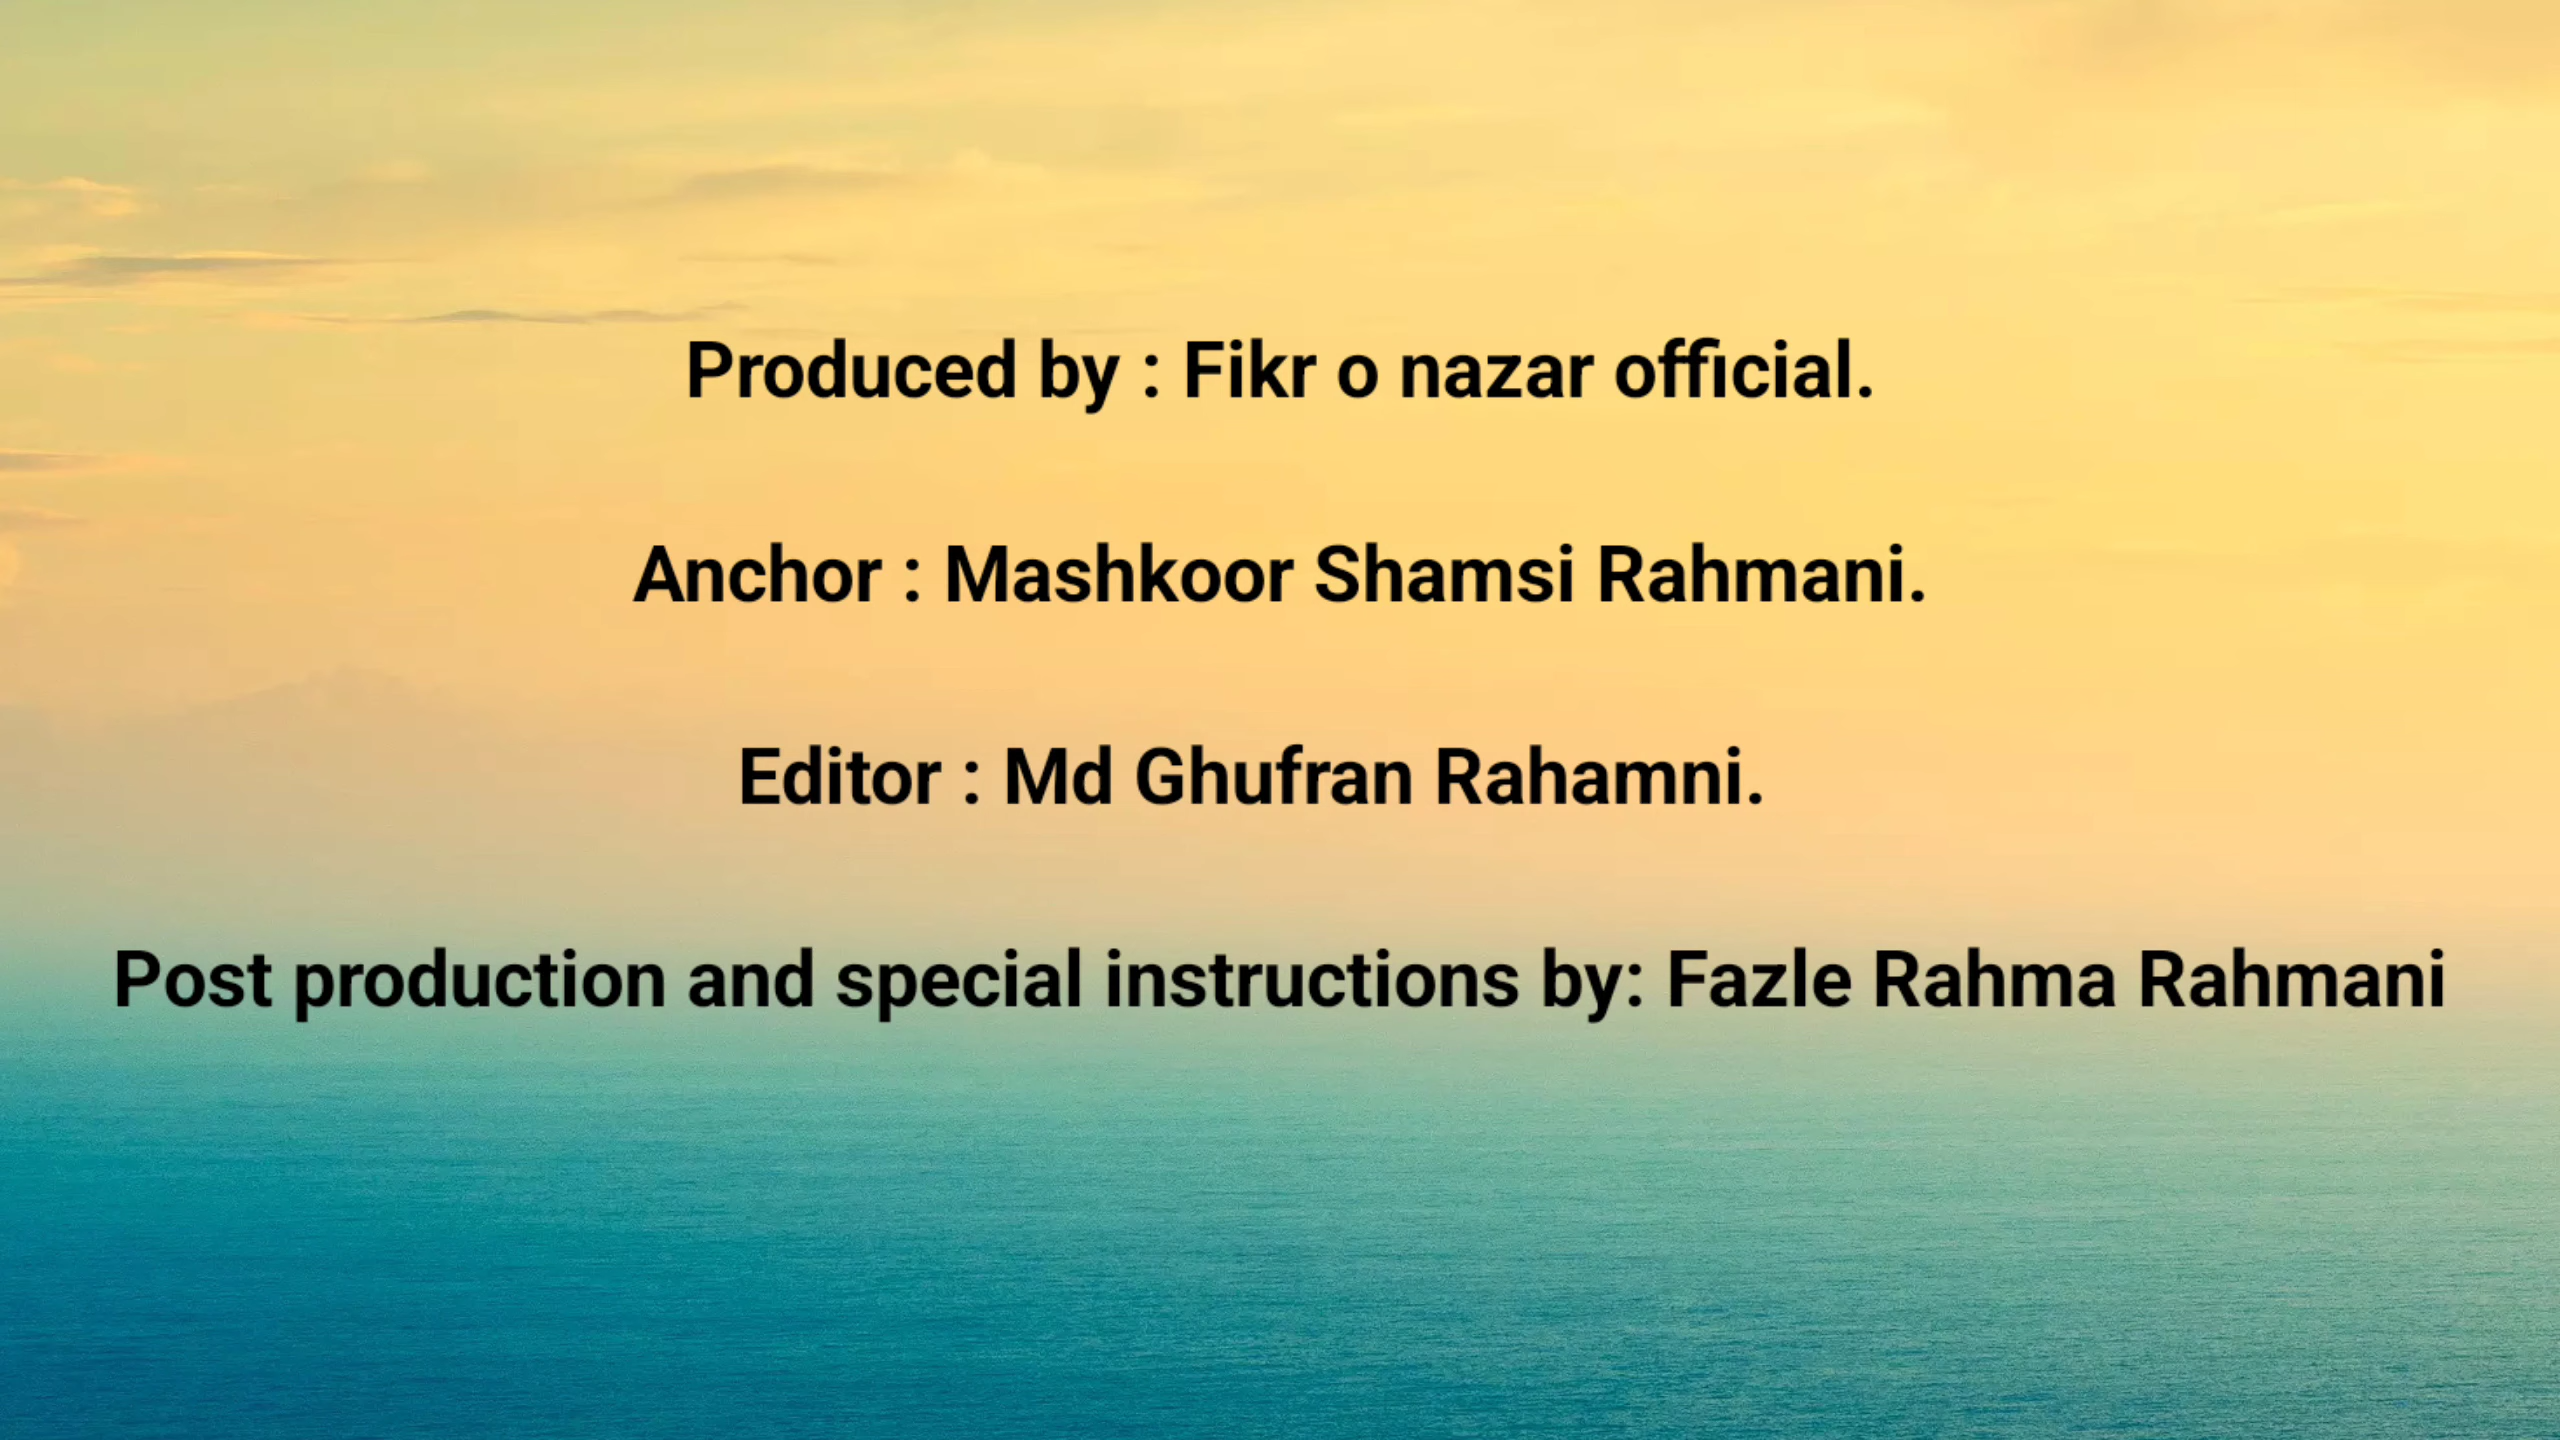 Produced by : Fikr o nazar official.
Anchor : Mashkoor Shamsi Rahmani.
Editor : Md Ghufran Rahamni.
Post production and special instructions by: Fazle Rahma Rahmani